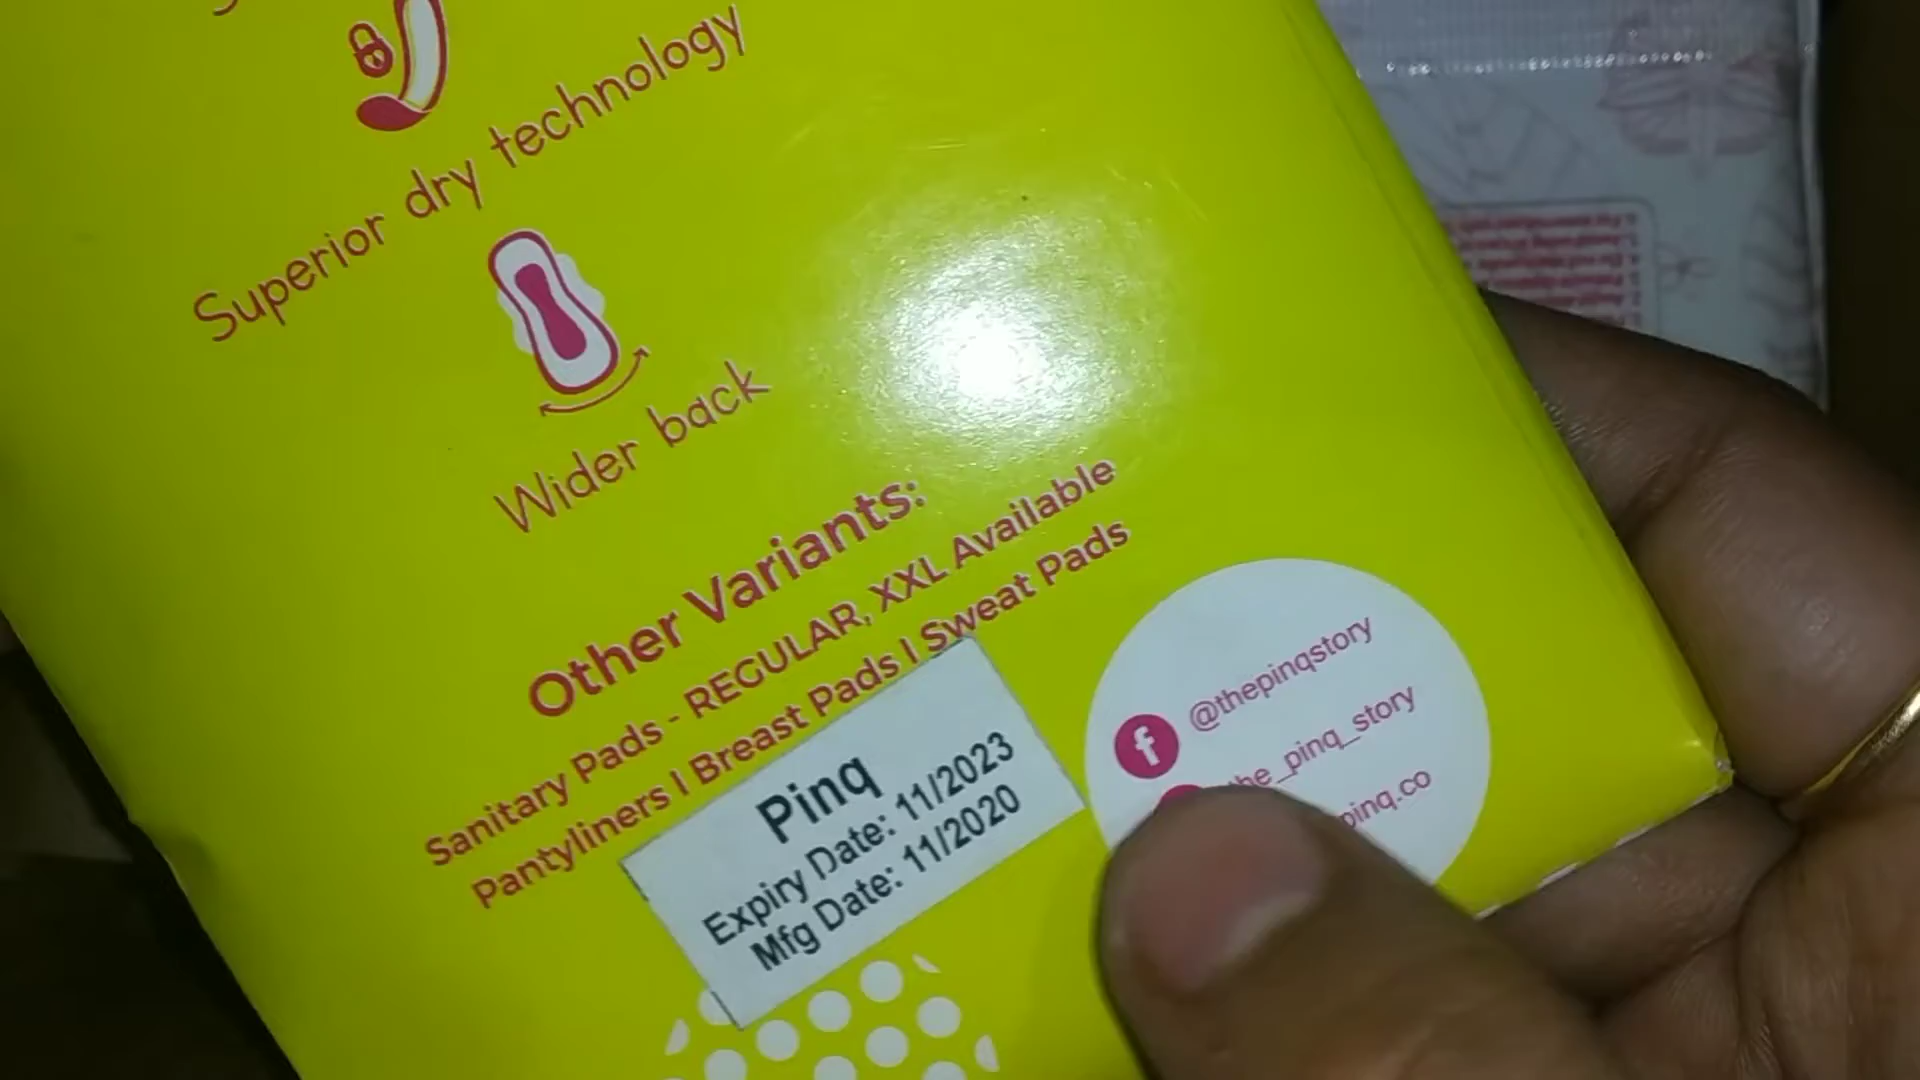 Superior dry technology
Wider back
Other Variants:
Sanitary Pads - REGULAR, XXL Available
Pantyliners I Breast Pads I Sweat Pads
Pinq
Expiry Date: 11/2023
Mfg Date: 11/2020
f @thepinqstory
the_pinq_story
pinq.co